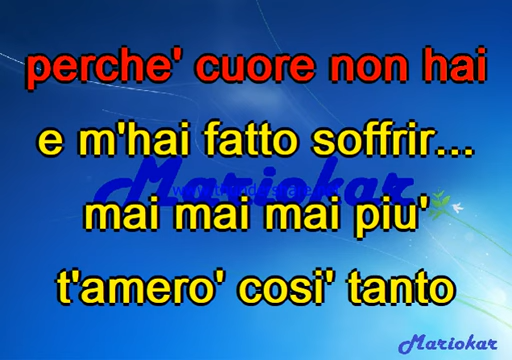 perche' cuore non hai
e m'hai fatto soffrir...
Mariokar
mai mai mai piu'
t'amero' cosi' tanto
Mariokar